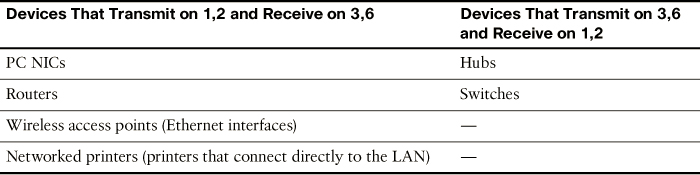 Devices That Transmit on 1,2 and Receive on 3,6 Devices That Transmit on 3,6
and Receive on 1,2
PC NICs Hubs
Routers Switches
Wireless access points (Ethernet interfaces) —
Networked printers (printers that connect directly to the LAN) —